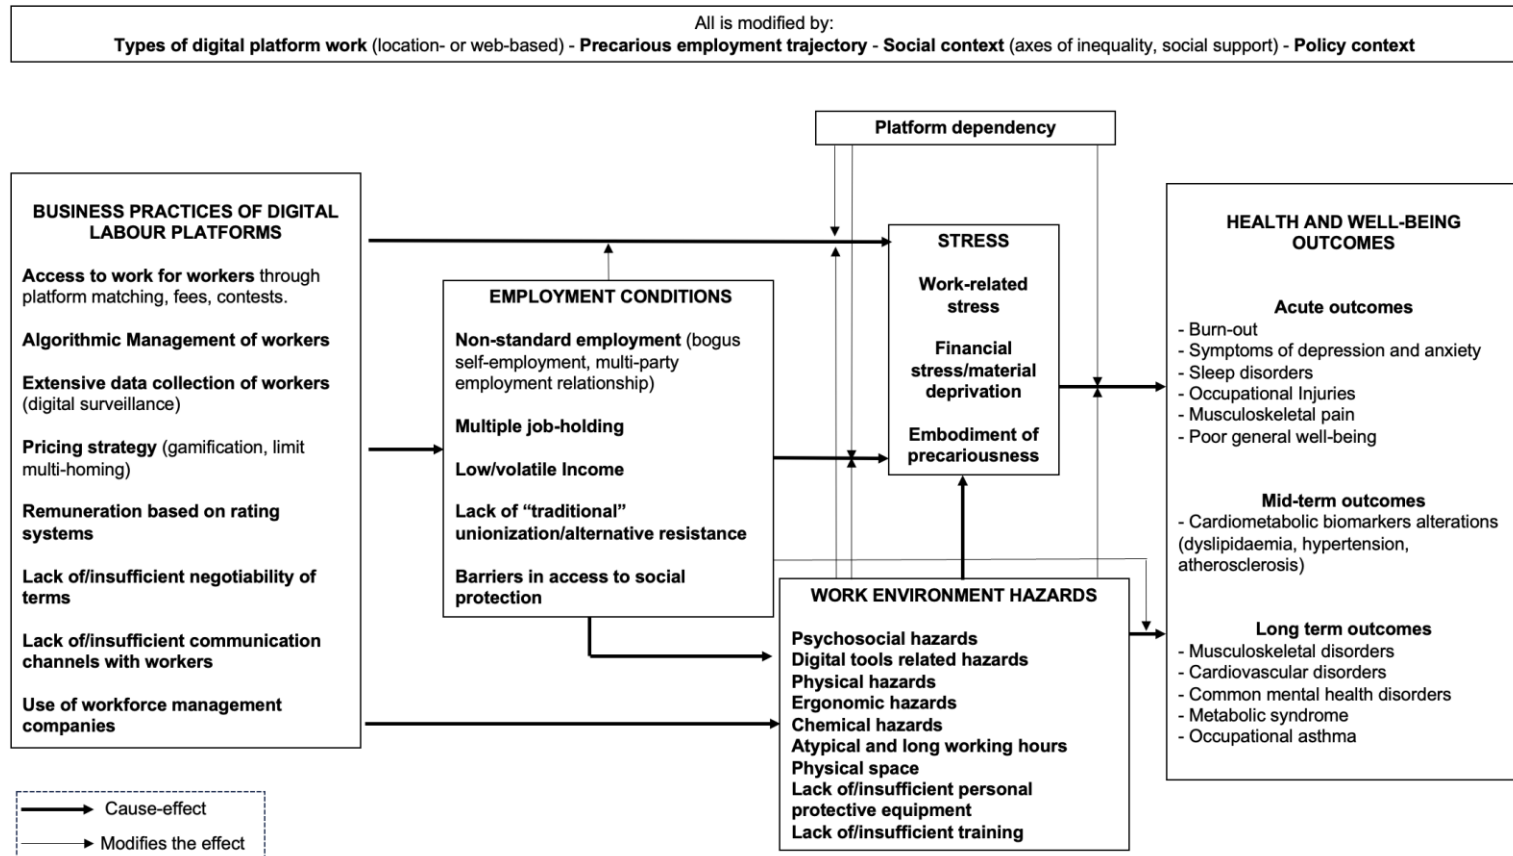 All is modified by:
Types of digital platform work (location- or web-based) - Precarious employment trajectory - Social context (axes of inequality, social support) - Policy context
Platform dependency
BUSINESS PRACTICES OF DIGITAL
LABOUR PLATFORMS
Access to work for workers through
platform matching, fees, contests.
Algorithmic Management of workers
Extensive data collection of workers
(digital surveillance)
Pricing strategy (gamification, limit
multi-homing)
Remuneration based on rating
systems
Lack of/insufficient negotiability of
terms
Lack of/insufficient communication
channels with workers
Use of workforce management
companies
EMPLOYMENT CONDITIONS
Non-standard employment (bogus
self-employment, multi-party
employment relationship)
Multiple job-holding
Low/volatile Income
Lack of “traditional”
unionization/alternative resistance
Barriers in access to social
protection
STRESS
Work-related
stress
Financial
stress/material
deprivation
Embodiment of
precariousness
WORK ENVIRONMENT HAZARDS
Psychosocial hazards
Digital tools related hazards
Physical hazards
Ergonomic hazards
Chemical hazards
Atypical and long working hours
Physical space
Lack of/insufficient personal
protective equipment
Lack of/insufficient training
HEALTH AND WELL-BEING
OUTCOMES
Acute outcomes
- Burn-out
- Symptoms of depression and anxiety
- Sleep disorders
- Occupational Injuries
- Musculoskeletal pain
- Poor general well-being
Mid-term outcomes
- Cardiometabolic biomarkers alterations
(dyslipidaemia, hypertension,
atherosclerosis)
Long term outcomes
- Musculoskeletal disorders
- Cardiovascular disorders
- Common mental health disorders
- Metabolic syndrome
- Occupational asthma
Cause-effect
Modifies the effect